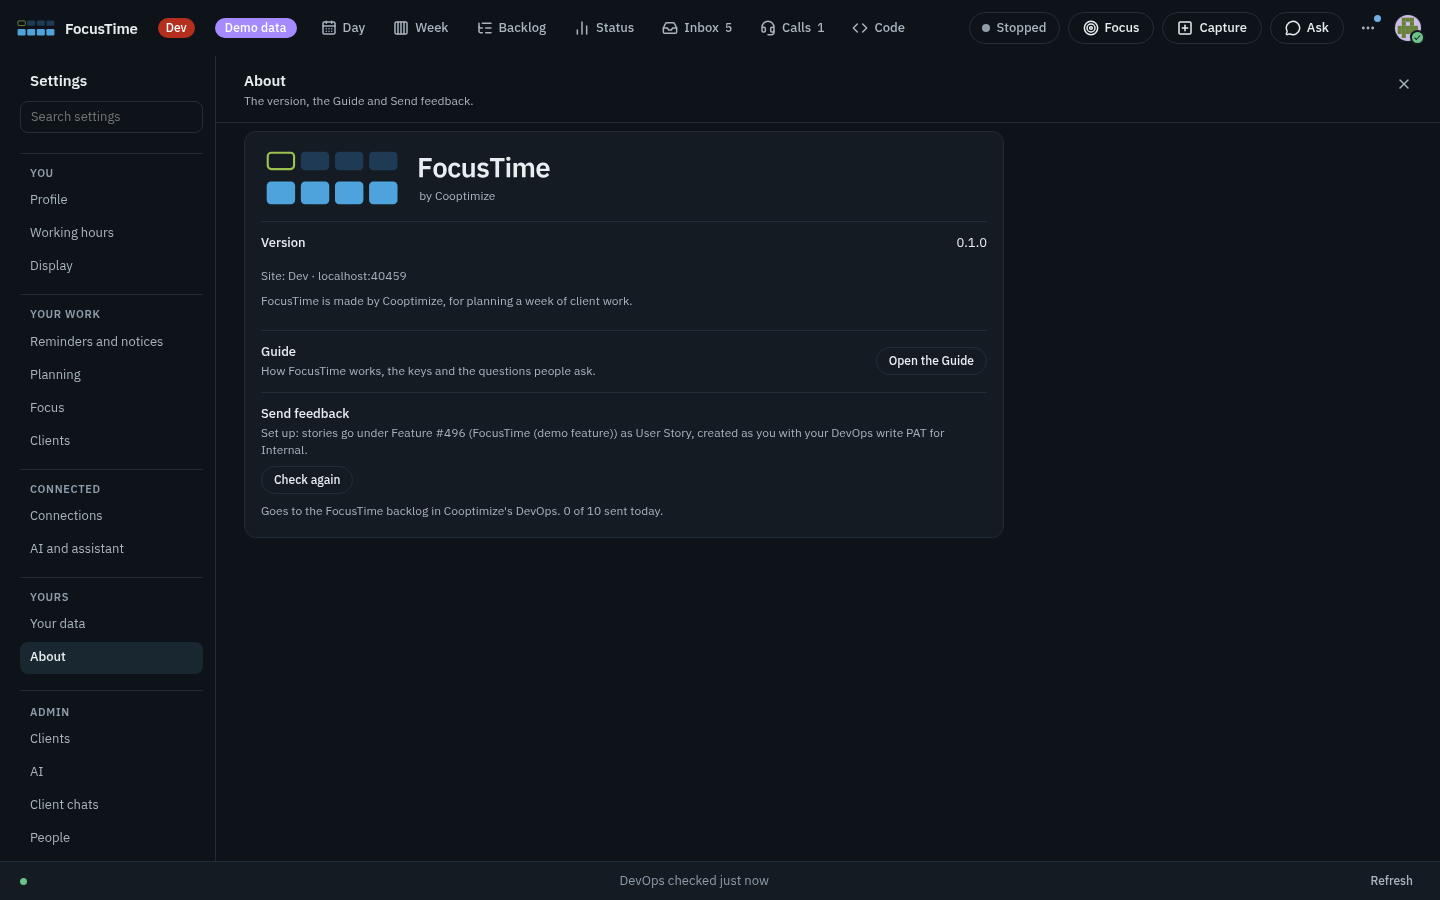 FocusTime
Dev
Demo data
Day
Week
Backlog
Status
Inbox 5
Calls 1
Code
Stopped
Focus
Capture
Ask
Settings
Search settings
YOU
Profile
Working hours
Display
YOUR WORK
Reminders and notices
Planning
Focus
Clients
CONNECTED
Connections
AI and assistant
YOURS
Your data
About
ADMIN
Clients
AI
Client chats
People
About
The version, the Guide and Send feedback.
FocusTime
by Cooptimize
Version
0.1.0
Site: Dev · localhost:40459
FocusTime is made by Cooptimize, for planning a week of client work.
Guide
How FocusTime works, the keys and the questions people ask.
Open the Guide
Send feedback
Set up: stories go under Feature #496 (FocusTime (demo feature)) as User Story, created as you with your DevOps write PAT for
Internal.
Check again
Goes to the FocusTime backlog in Cooptimize's DevOps. 0 of 10 sent today.
DevOps checked just now
Refresh